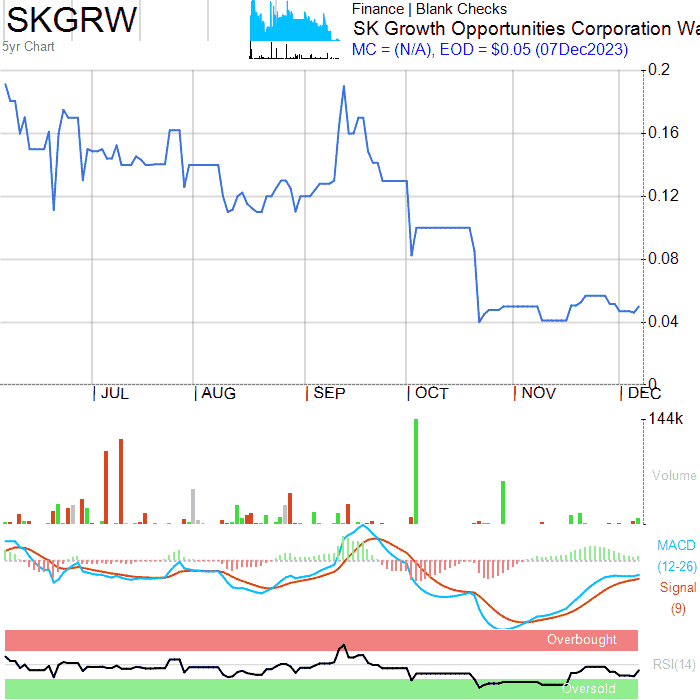 SKGRW
5yr Chart
Finance | Blank Checks
SK Growth Opportunities Corporation Wa
MC = (N/A), EOD = $0.05 (07Dec2023)
0.2
0.16
0.12
0.08
0.04
0
JUL AUG SEP OCT NOV DEC
144k
Volume
MACD
(12-26)
Signal
(9)
Overbought
RSI(14)
Oversold